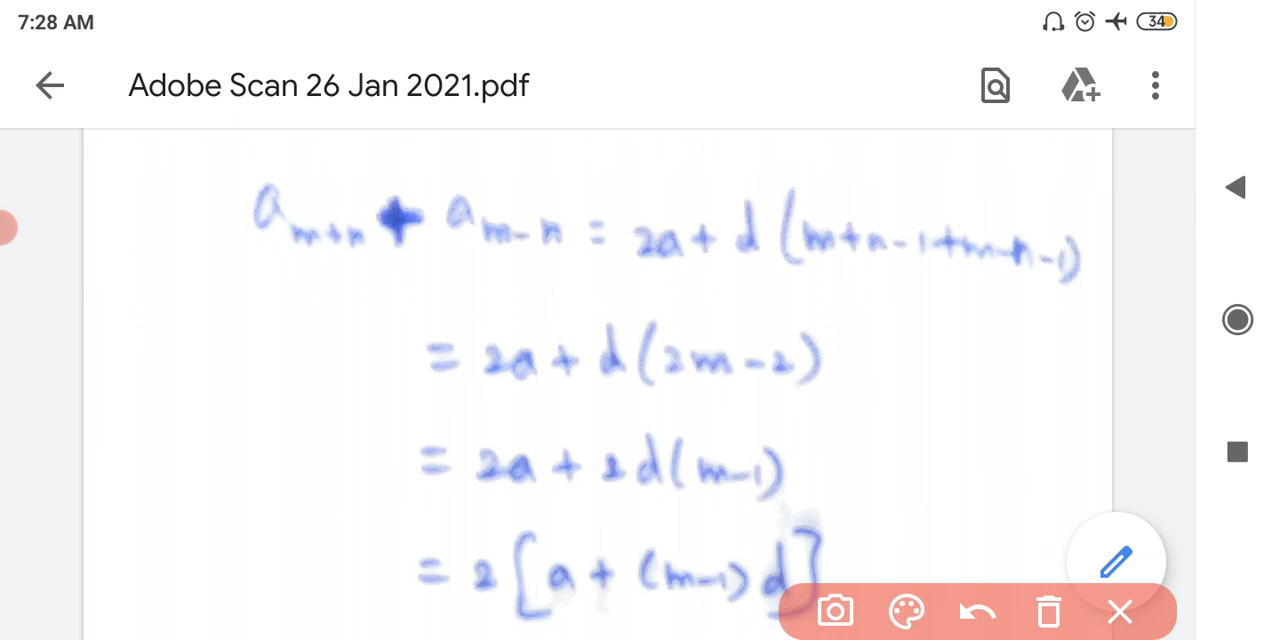 7:28 AM
34
Adobe Scan 26 Jan 2021.pdf
a_{m+n} + a_{m-n} = 2a + d (m+n-1+m-n-1)
= 2a + d (2m-2)
= 2a + 2d (m-1)
= 2 [a + (m-1) d]